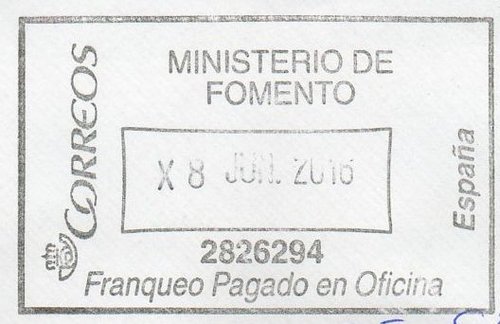 CORREOS
MINISTERIO DE
FOMENTO
X 8 JUN. 2016
España
2826294
Franqueo Pagado en Oficina